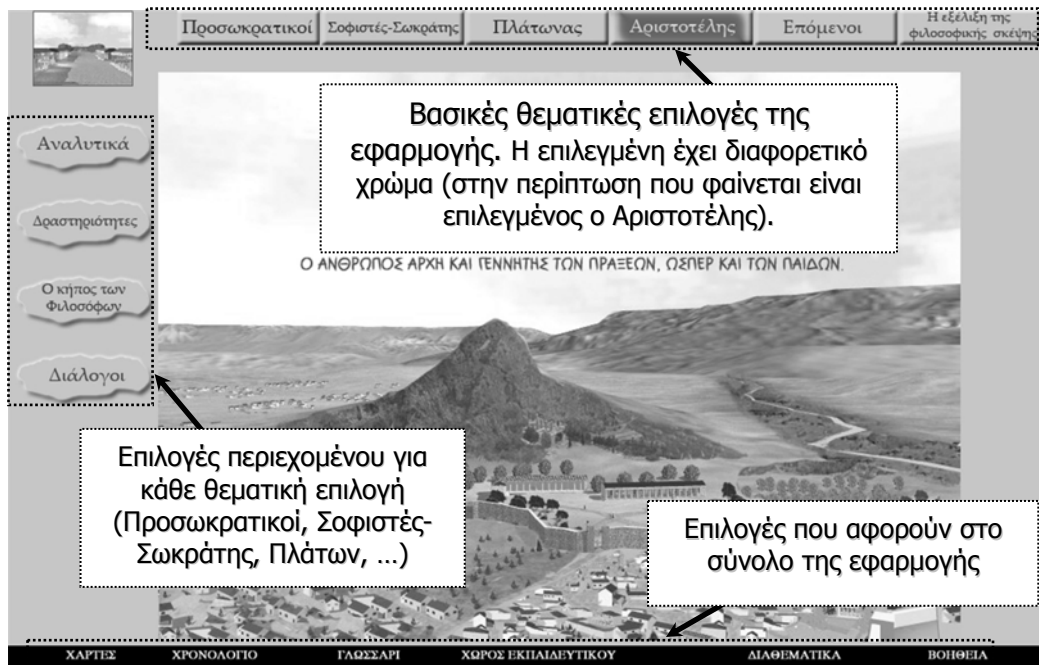 Προσωκρατικοί
Σοφιστές-Σωκράτης
Πλάτωνας
Αριστοτέλης
Επόμενοι
Η εξέλιξη της
φιλοσοφικής σκέψης
Βασικές θεματικές επιλογές της
εφαρμογής. Η επιλεγμένη έχει διαφορετικό
χρώμα (στην περίπτωση που φαίνεται είναι
επιλεγμένος ο Αριστοτέλης).
Αναλυτικά
Δραστηριότητες
Ο κήπος των
Φιλοσόφων
Διάλογοι
Ο ΑΝΘΡΩΠΟΣ ΑΡΧΗ ΚΑΙ ΓΕΝΝΗΤΗΣ ΤΩΝ ΠΡΑΞΕΩΝ, ΩΣΠΕΡ ΚΑΙ ΤΩΝ ΠΑΙΔΩΝ.
Επιλογές περιεχομένου για
κάθε θεματική επιλογή
(Προσωκρατικοί, Σοφιστές-
Σωκράτης, Πλάτων, ...)
Επιλογές που αφορούν στο
σύνολο της εφαρμογής
ΧΑΡΤΕΣ ΧΡΟΝΟΛΟΓΙΟ ΓΛΩΣΣΑΡΙ ΧΩΡΟΣ ΕΚΠΑΙΔΕΥΤΙΚΟΥ ΔΙΑΘΕΜΑΤΙΚΑ ΒΟΗΘΕΙΑ